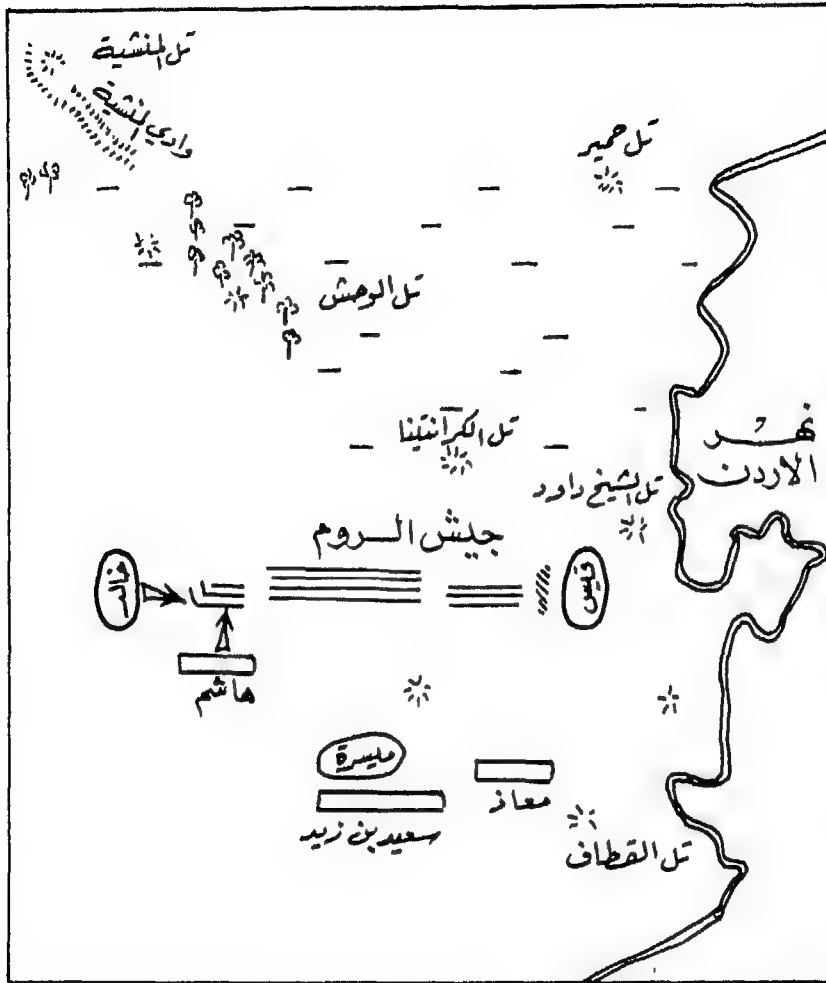 تل المنشية
وادي المنشية
تل حمير
تل الوحش
تل الكرانتينا
نهر
الاردن
تل الشيخ داود
جيش الروم
خالد
قيس
هاشم
ميسرة
معاذ
سعيد بن زيد
تل القطاف